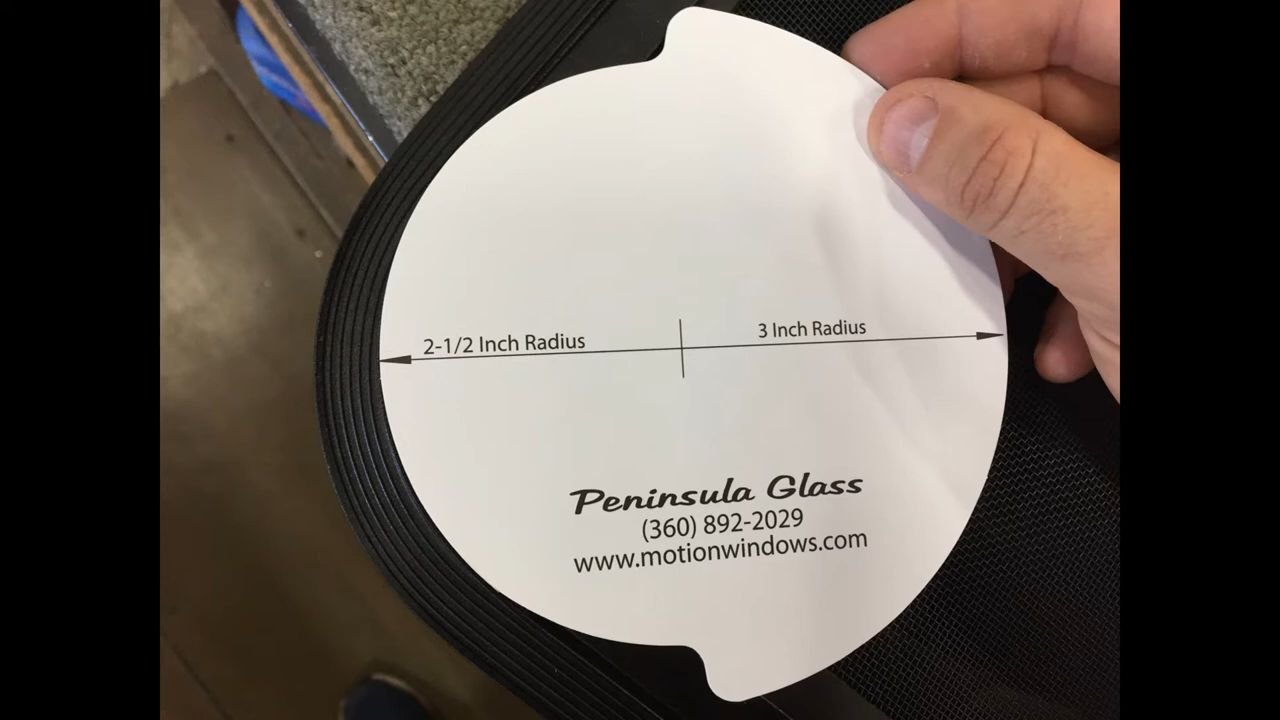 2-1/2 Inch Radius
3 Inch Radius
Peninsula Glass
(360) 892-2029
www.motionwindows.com